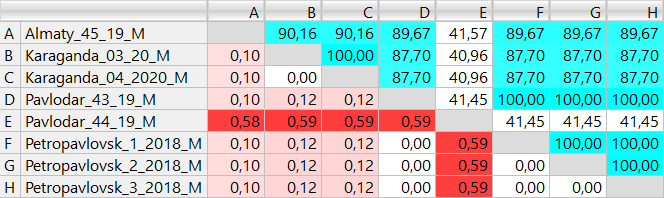 A B C D E F G H
A Almaty_45_19_M 90,16 90,16 89,67 41,57 89,67 89,67 89,67
B Karaganda_03_20_M 0,10 100,00 87,70 40,96 87,70 87,70 87,70
C Karaganda_04_2020_M 0,10 0,00 87,70 40,96 87,70 87,70 87,70
D Pavlodar_43_19_M 0,10 0,12 0,12 41,45 100,00 100,00 100,00
E Pavlodar_44_19_M 0,58 0,59 0,59 0,59 41,45 41,45 41,45
F Petropavlovsk_1_2018_M 0,10 0,12 0,12 0,00 0,59 100,00 100,00
G Petropavlovsk_2_2018_M 0,10 0,12 0,12 0,00 0,59 0,00 100,00
H Petropavlovsk_3_2018_M 0,10 0,12 0,12 0,00 0,59 0,00 0,00